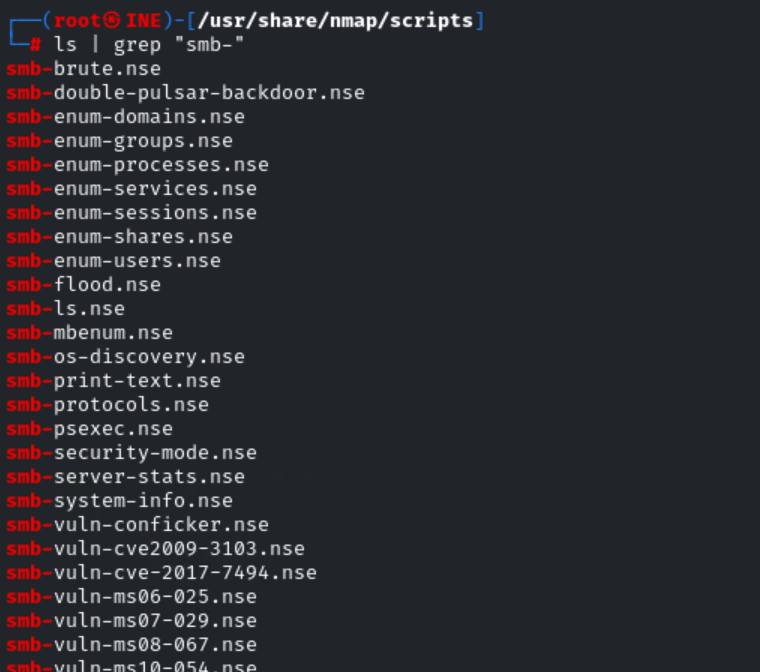 ┌──(root㉿INE)-[/usr/share/nmap/scripts]
└─# ls | grep "smb-"
smb-brute.nse
smb-double-pulsar-backdoor.nse
smb-enum-domains.nse
smb-enum-groups.nse
smb-enum-processes.nse
smb-enum-services.nse
smb-enum-sessions.nse
smb-enum-shares.nse
smb-enum-users.nse
smb-flood.nse
smb-ls.nse
smb-mbenum.nse
smb-os-discovery.nse
smb-print-text.nse
smb-protocols.nse
smb-psexec.nse
smb-security-mode.nse
smb-server-stats.nse
smb-system-info.nse
smb-vuln-conficker.nse
smb-vuln-cve2009-3103.nse
smb-vuln-cve-2017-7494.nse
smb-vuln-ms06-025.nse
smb-vuln-ms07-029.nse
smb-vuln-ms08-067.nse
smb-vuln-ms10-054.nse